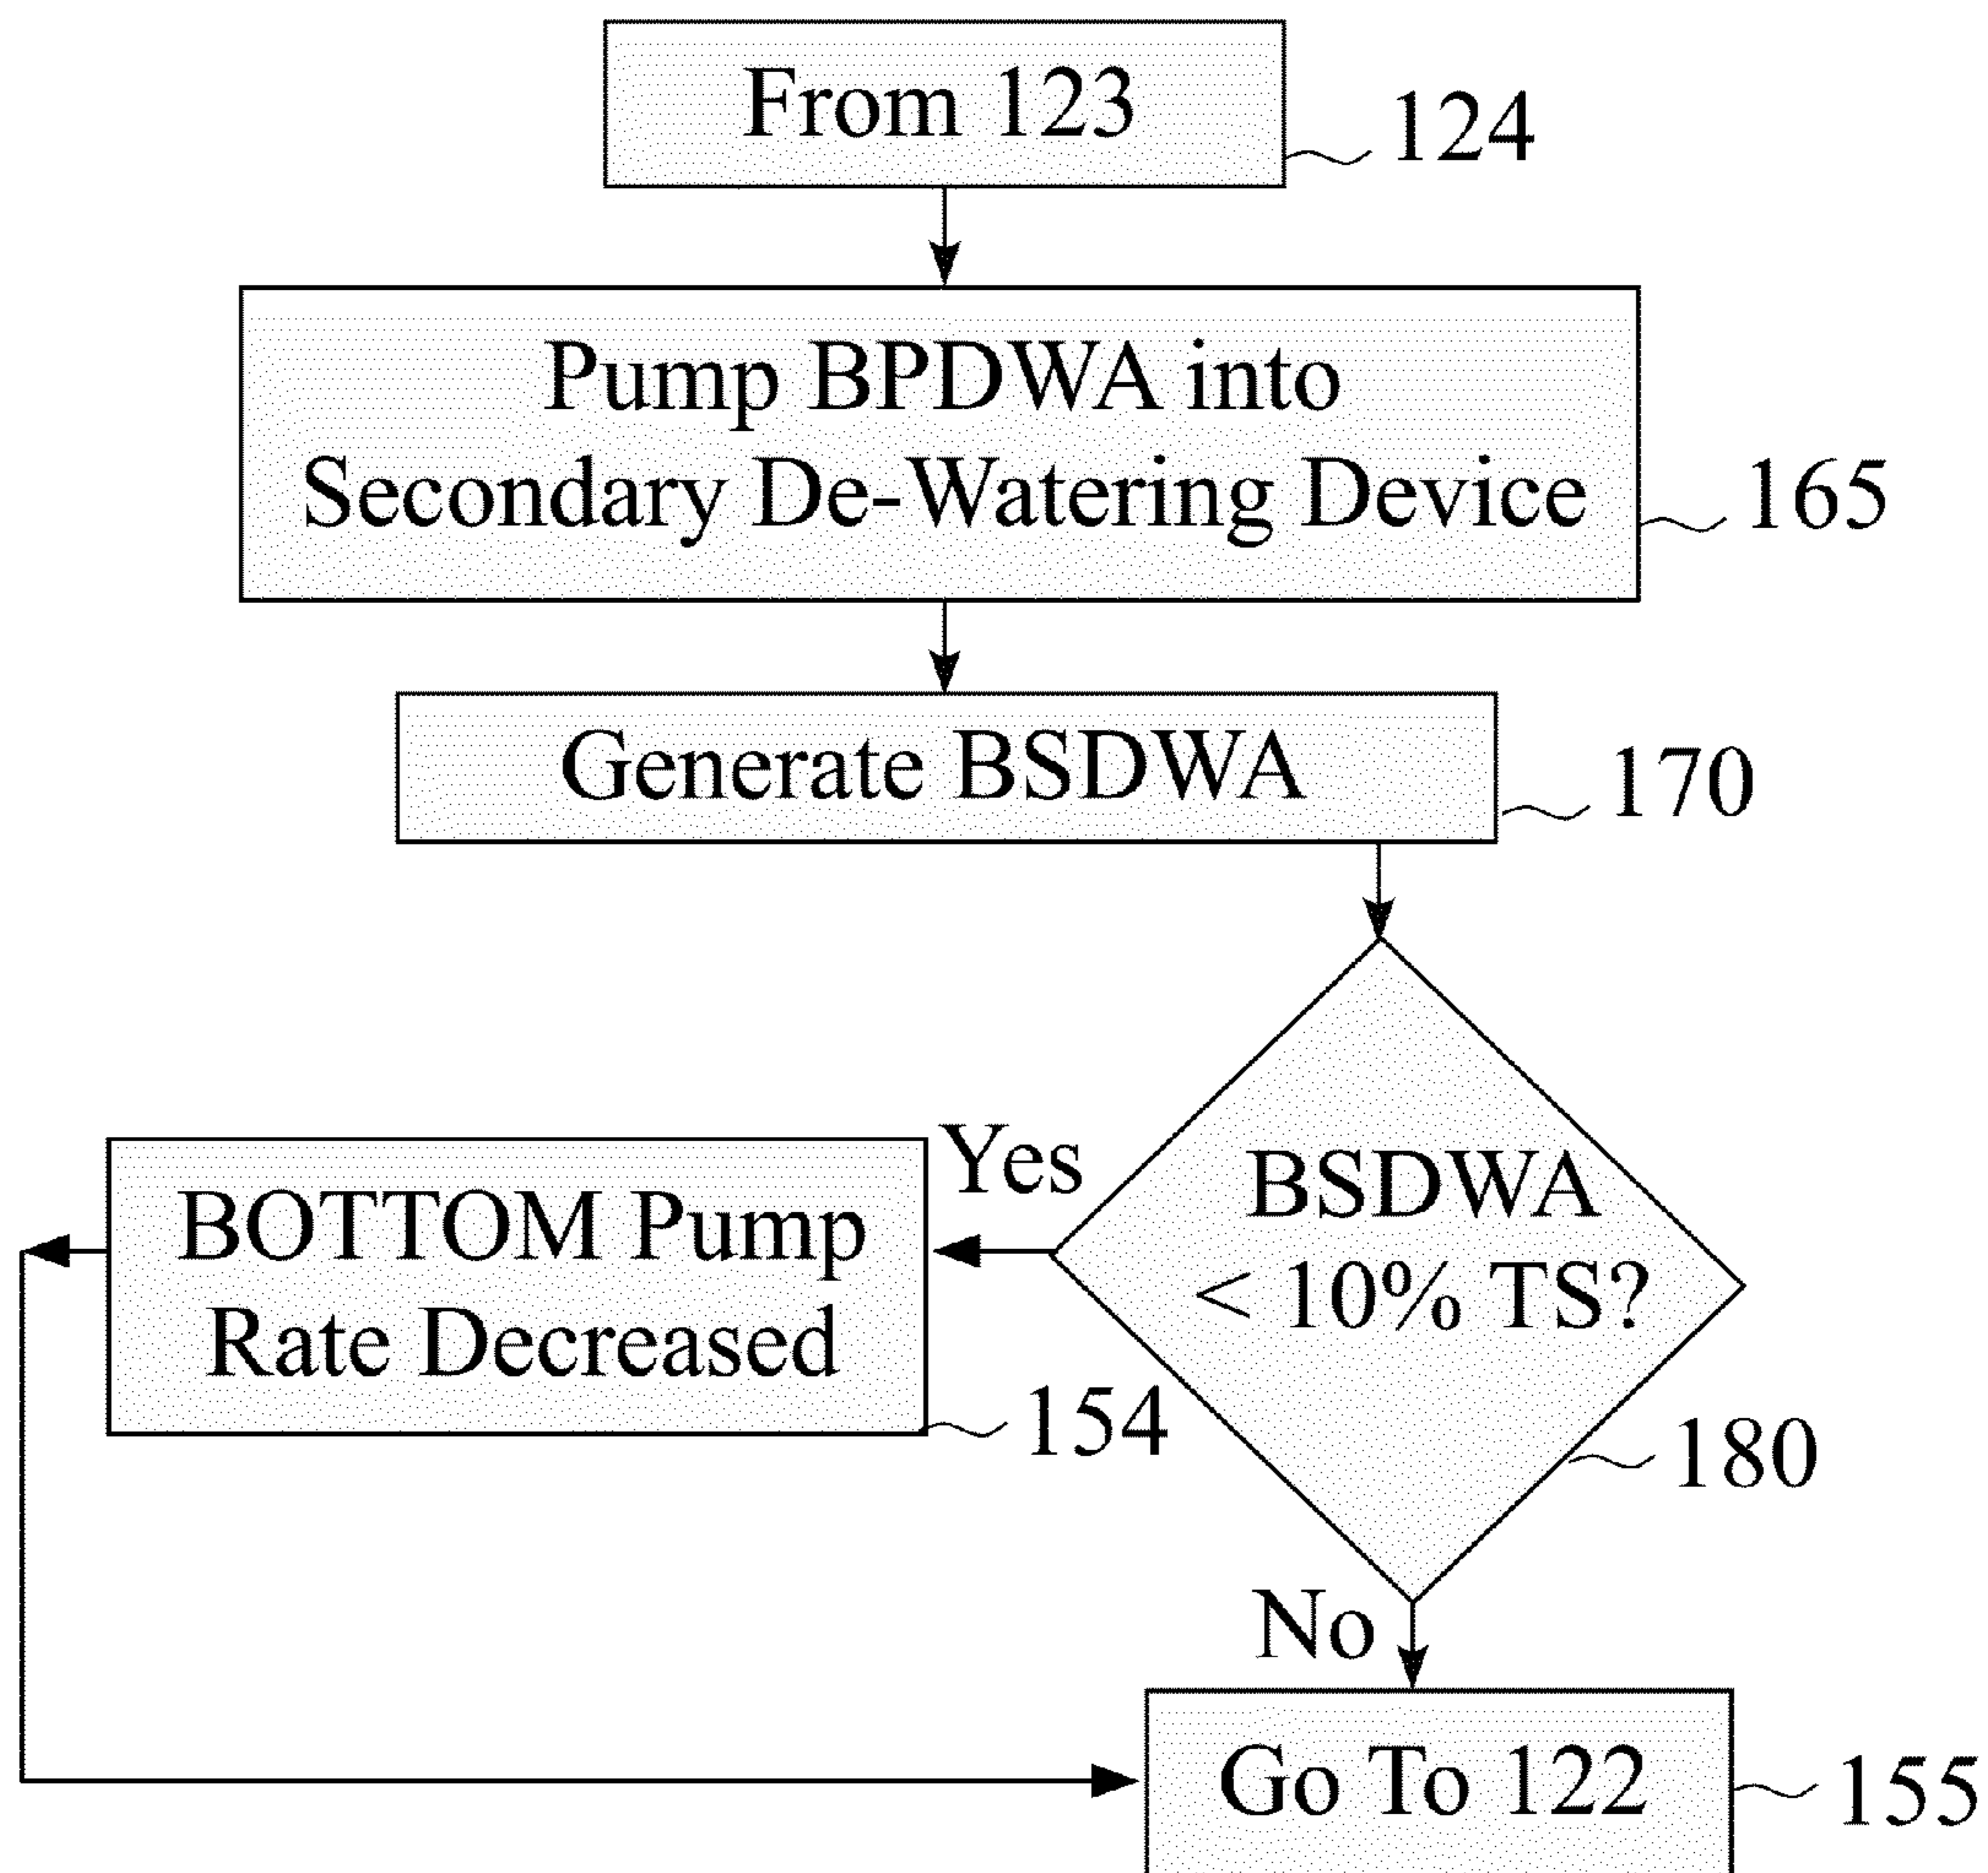 From 123
124
Pump BPDWA into
Secondary De-Watering Device
165
Generate BSDWA
170
Yes
BSDWA
< 10% TS?
180
BOTTOM Pump
Rate Decreased
154
No
Go To 122
155